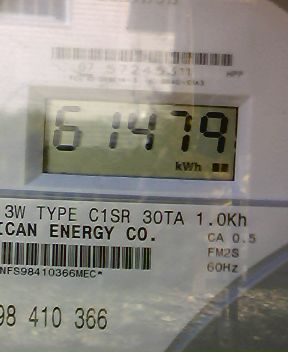 HPP
61479
kWh
3W TYPE C1SR 30TA 1.0Kh
ICAN ENERGY CO.
CA 0.5
FM2S
NFS98410366MEC*
60Hz
98 410 366